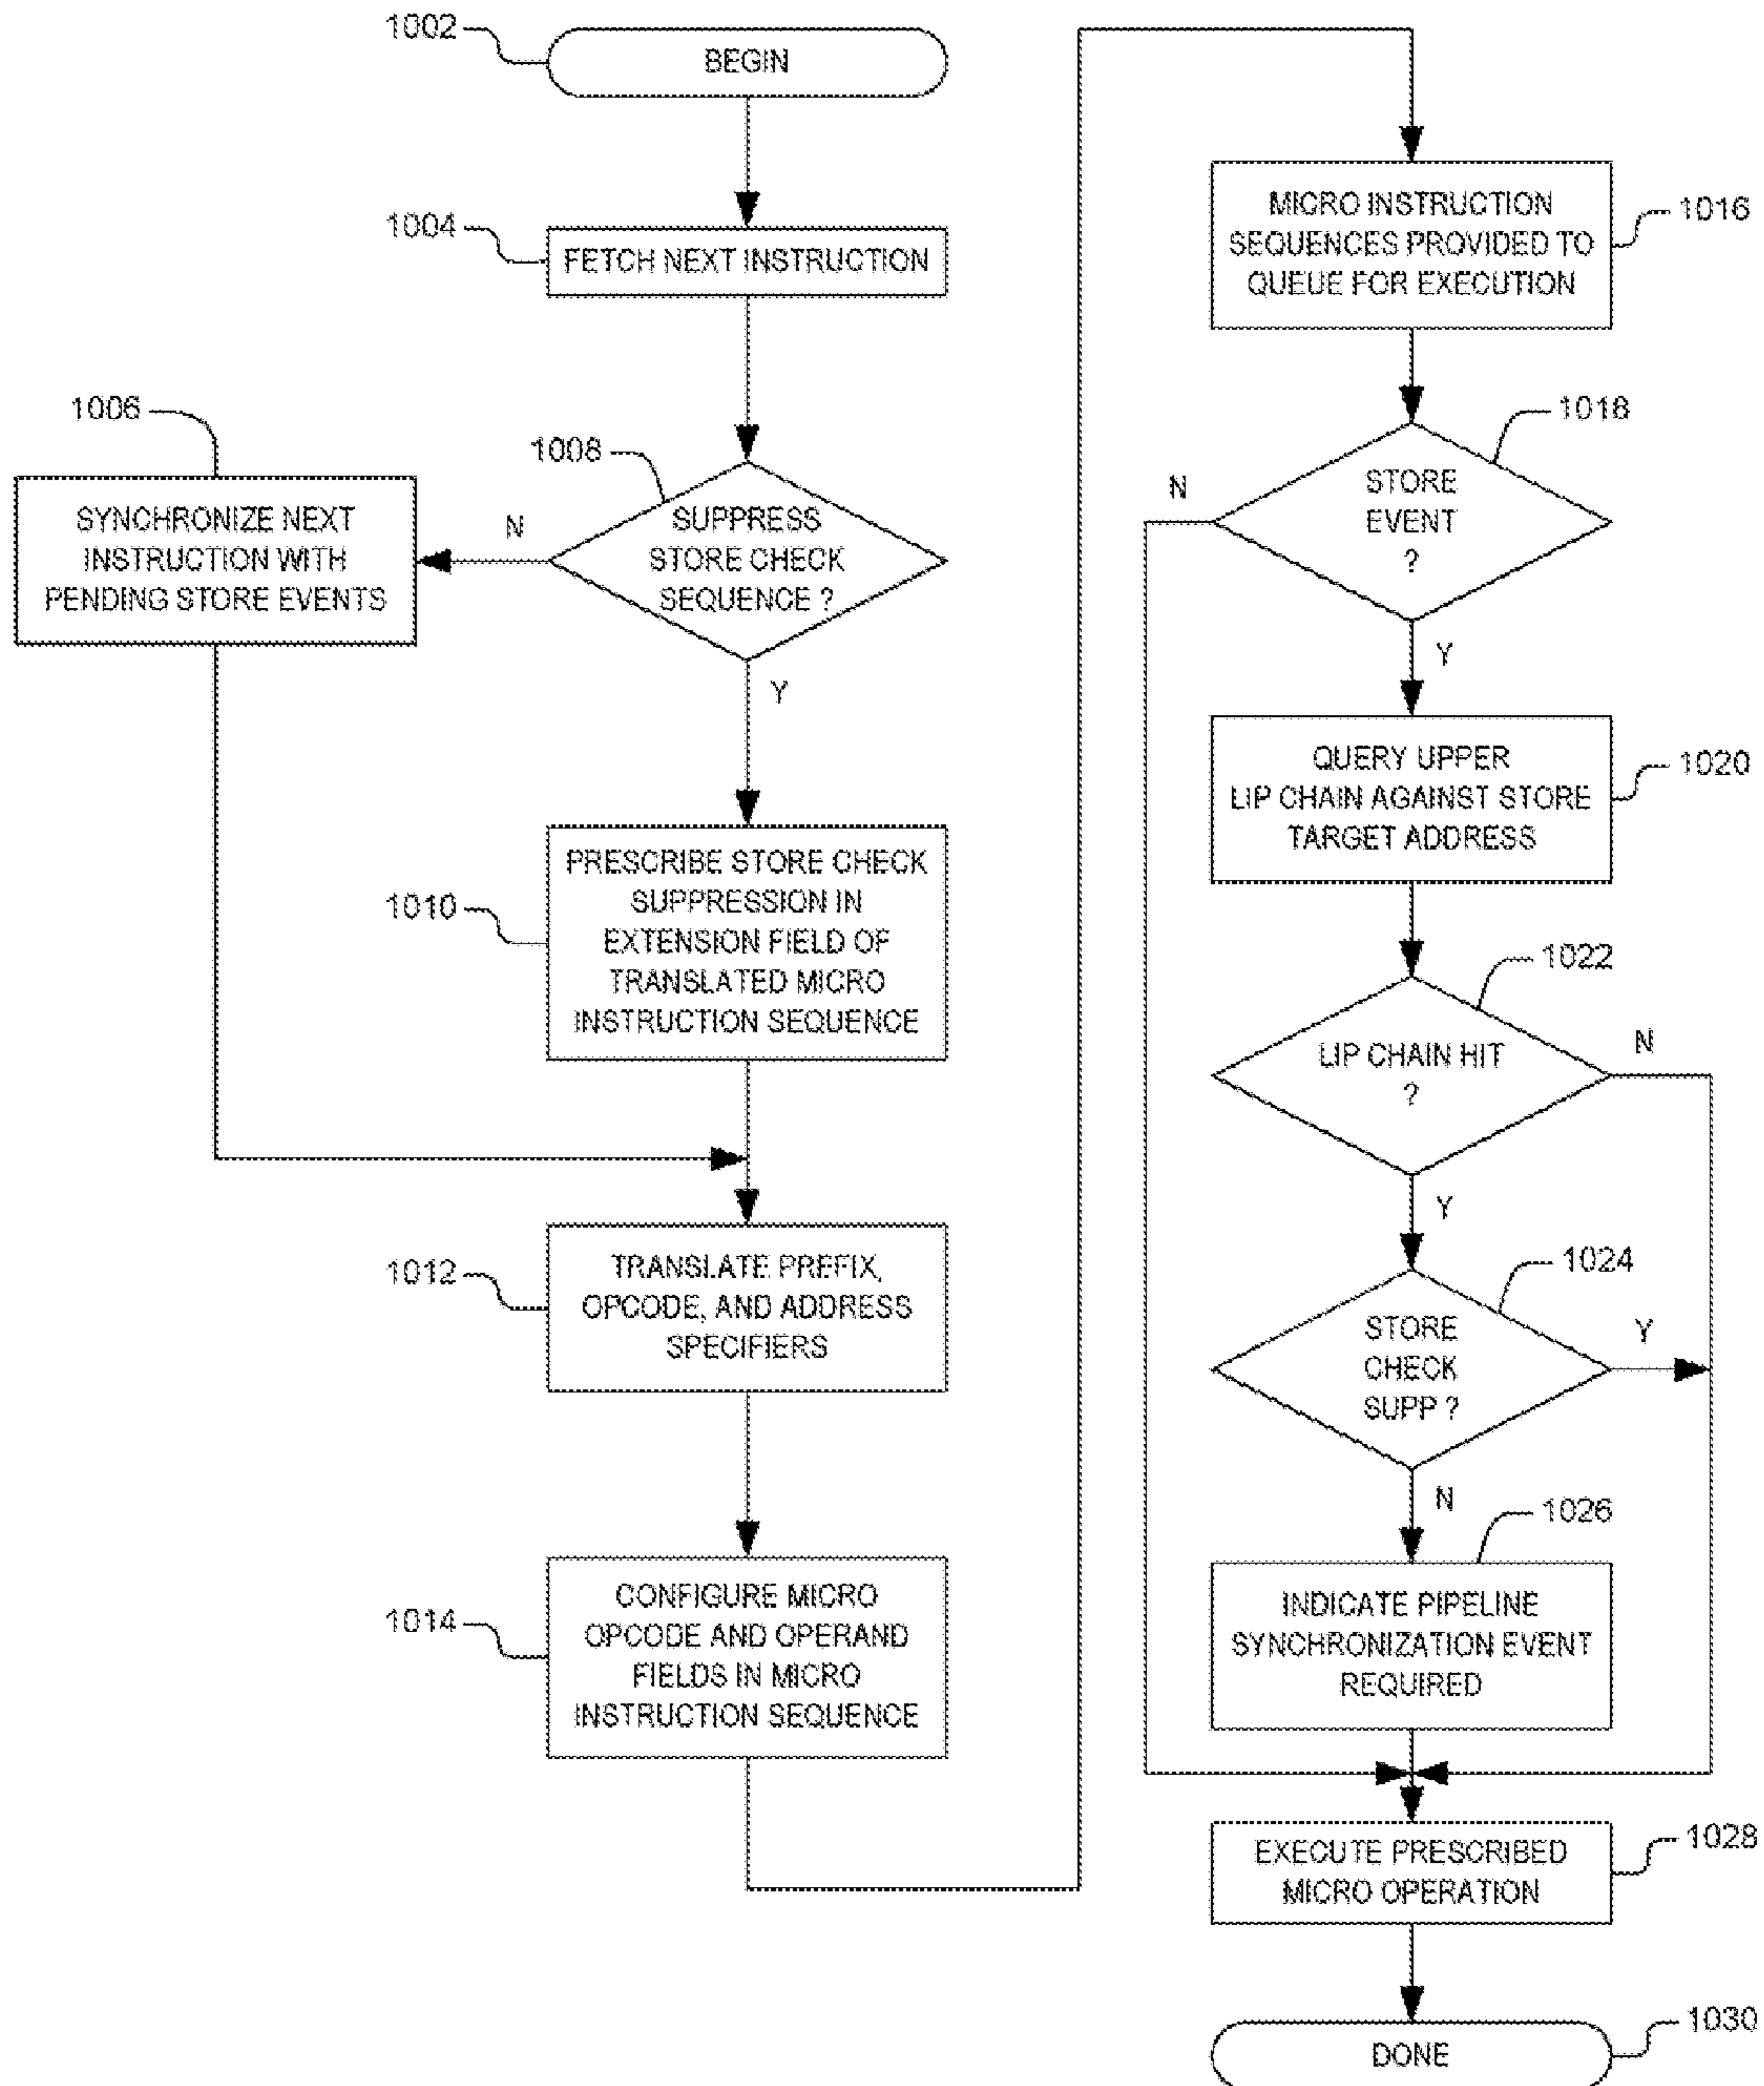 1002
BEGIN
1004
FETCH NEXT INSTRUCTION
1006
SYNCHRONIZE NEXT
INSTRUCTION WITH
PENDING STORE EVENTS
N
1008
SUPPRESS
STORE CHECK
SEQUENCE ?
Y
1010
PRESCRIBE STORE CHECK
SUPPRESSION IN
EXTENSION FIELD OF
TRANSLATED MICRO
INSTRUCTION SEQUENCE
1012
TRANSLATE PREFIX,
OPCODE, AND ADDRESS
SPECIFIERS
1014
CONFIGURE MICRO
OPCODE AND OPERAND
FIELDS IN MICRO
INSTRUCTION SEQUENCE
MICRO INSTRUCTION
SEQUENCES PROVIDED TO
QUEUE FOR EXECUTION
1016
1018
N
STORE
EVENT
?
Y
QUERY UPPER
LIP CHAIN AGAINST STORE
TARGET ADDRESS
1020
1022
LIP CHAIN HIT
?
N
Y
1024
STORE
CHECK
SUPP ?
Y
N
1026
INDICATE PIPELINE
SYNCHRONIZATION EVENT
REQUIRED
EXECUTE PRESCRIBED
MICRO OPERATION
1028
DONE
1030